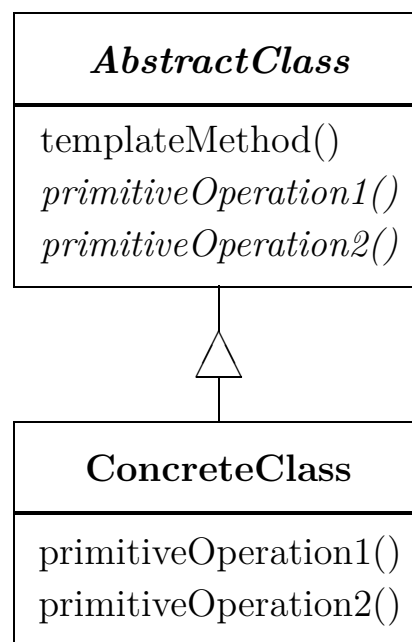 AbstractClass
templateMethod()
primitiveOperation1()
primitiveOperation2()
ConcreteClass
primitiveOperation1()
primitiveOperation2()